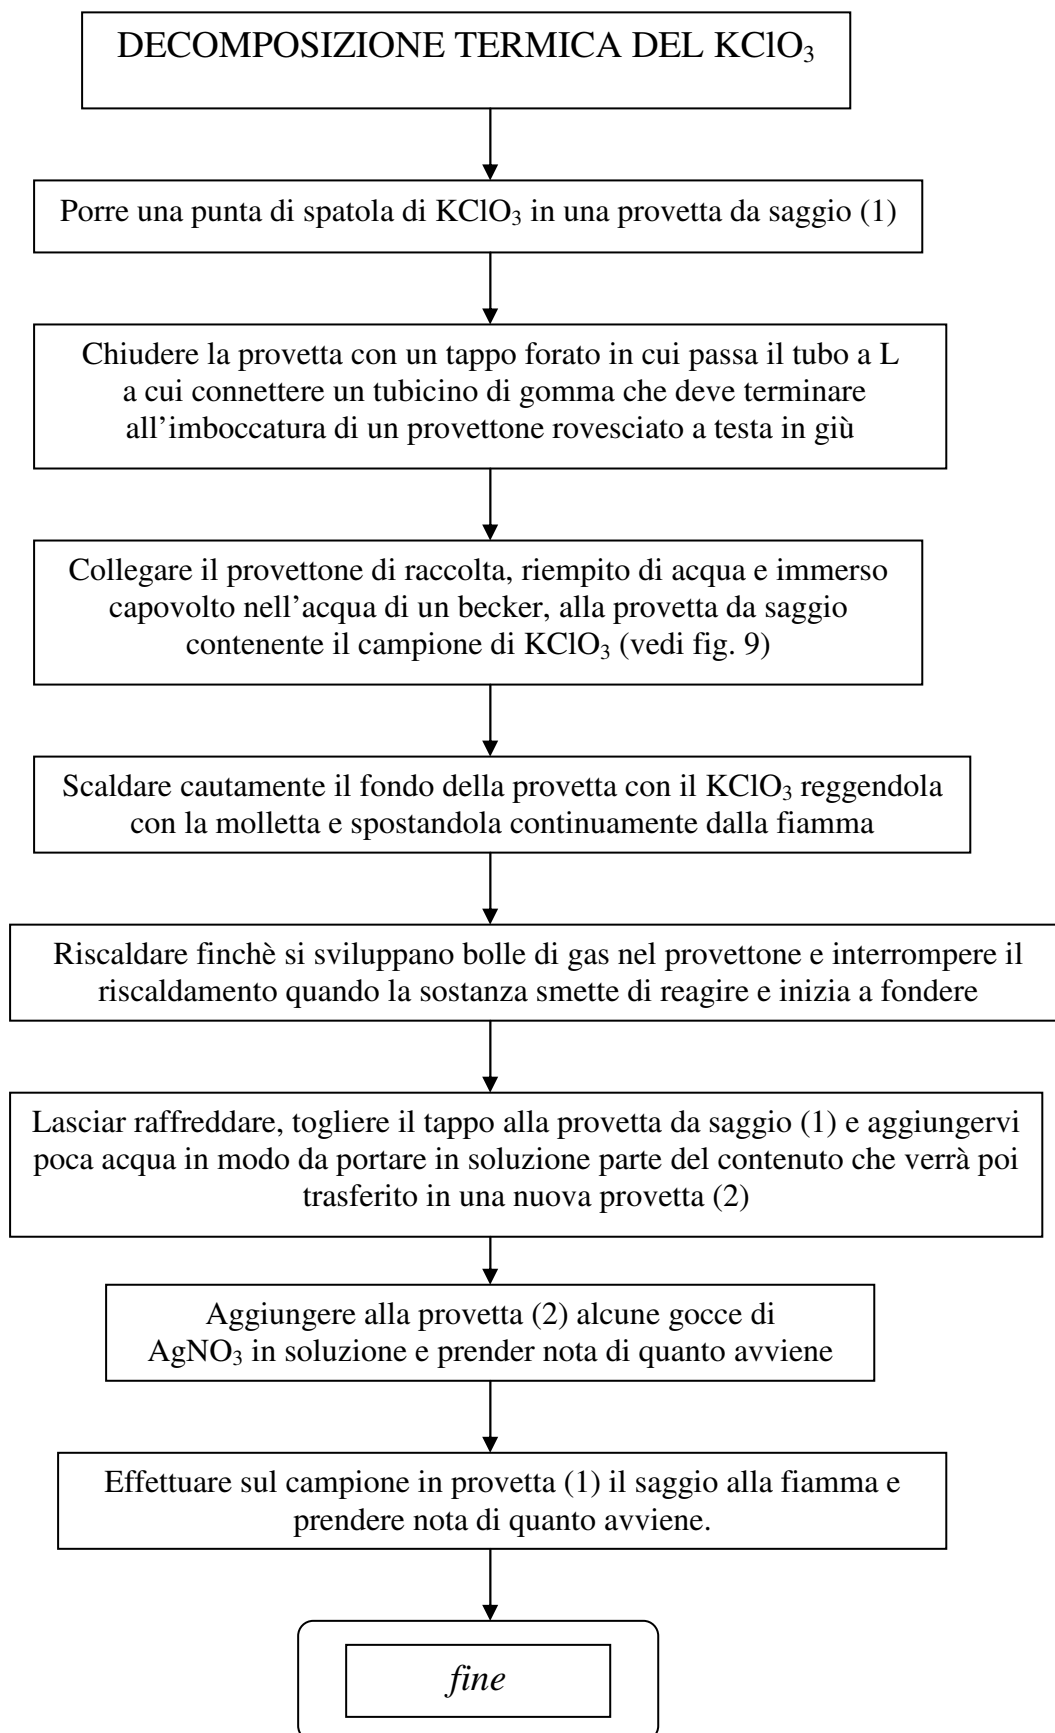 DECOMPOSIZIONE TERMICA DEL KClO₃
Porre una punta di spatola di KClO₃ in una provetta da saggio (1)
Chiudere la provetta con un tappo forato in cui passa il tubo a L
a cui connettere un tubicino di gomma che deve terminare
all'imboccatura di un provettone rovesciato a testa in giù
Collegare il provettone di raccolta, riempito di acqua e immerso
capovolto nell'acqua di un becker, alla provetta da saggio
contenente il campione di KClO₃ (vedi fig. 9)
Scaldare cautamente il fondo della provetta con il KClO₃ reggendola
con la molletta e spostandola continuamente dalla fiamma
Riscaldare finchè si sviluppano bolle di gas nel provettone e interrompere il
riscaldamento quando la sostanza smette di reagire e inizia a fondere
Lasciar raffreddare, togliere il tappo alla provetta da saggio (1) e aggiungervi
poca acqua in modo da portare in soluzione parte del contenuto che verrà poi
trasferito in una nuova provetta (2)
Aggiungere alla provetta (2) alcune gocce di
AgNO₃ in soluzione e prender nota di quanto avviene
Effettuare sul campione in provetta (1) il saggio alla fiamma e
prendere nota di quanto avviene.
fine